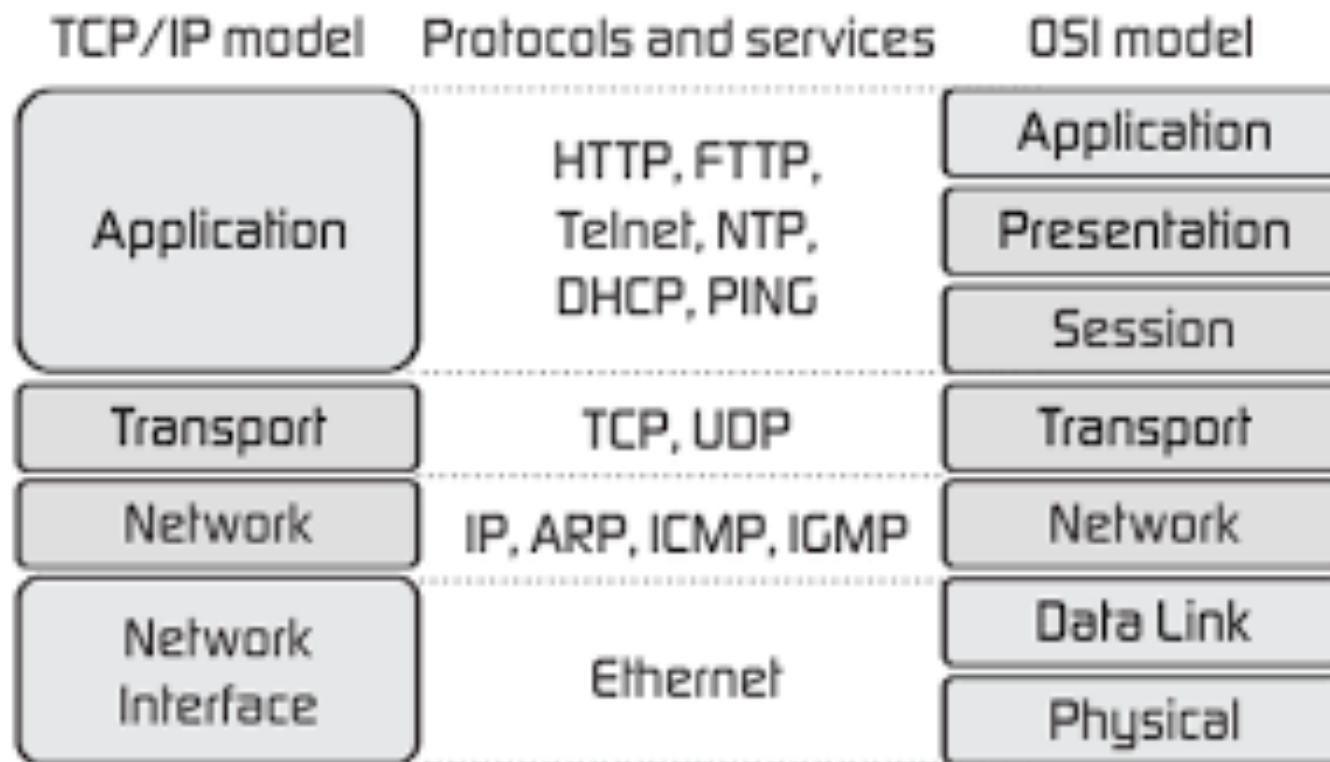 TCP/IP model Protocols and services OSI model
Application
HTTP, FTTP,
Telnet, NTP,
DHCP, PING
Application
Presentation
Session
Transport
TCP, UDP
Transport
Network
IP, ARP, ICMP, IGMP
Network
Network
Interface
Ethernet
Data Link
Physical